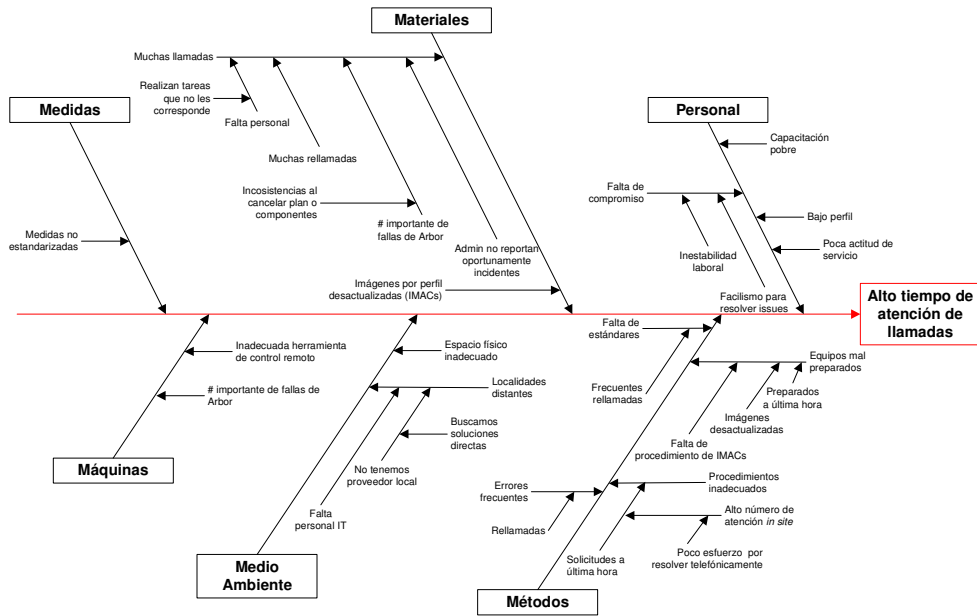 Materiales
Muchas llamadas
Realizan tareas
que no les
corresponde
Falta personal
Muchas rellamadas
Incosistencias al
cancelar plan o
componentes
# importante de
fallas de Arbor
Admin no reportan
oportunamente
incidentes
Imágenes por perfil
desactualizadas (IMACs)
Medidas
Medidas no
estandarizadas
Personal
Capacitación
pobre
Falta de
compromiso
Bajo perfil
Inestabilidad
laboral
Poca actitud de
servicio
Facilismo para
resolver issues
Alto tiempo de
atención de
llamadas
Inadecuada herramienta
de control remoto
# importante de fallas de
Arbor
Máquinas
Espacio físico
inadecuado
Localidades
distantes
Buscamos
soluciones
directas
No tenemos
proveedor local
Falta
personal IT
Medio
Ambiente
Falta de
estándares
Frecuentes
rellamadas
Equipos mal
preparados
Preparados
a última hora
Imágenes
desactualizadas
Falta de
procedimiento de IMACs
Errores
frecuentes
Rellamadas
Procedimientos
inadecuados
Alto número de
atención in site
Solicitudes a
última hora
Poco esfuerzo por
resolver telefónicamente
Métodos